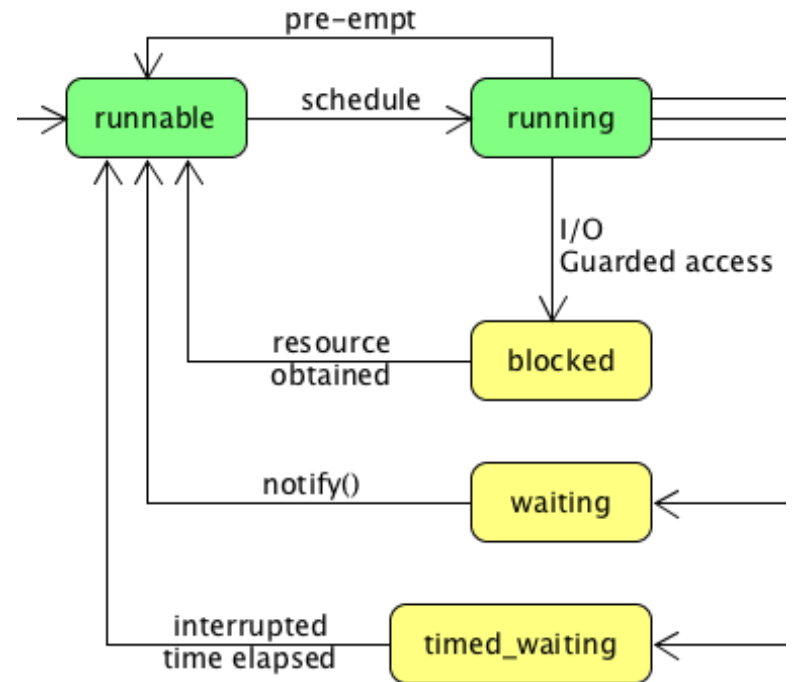 pre-empt
runnable
schedule
running
I/O
Guarded access
resource
obtained
blocked
notify()
waiting
interrupted
time elapsed
timed_waiting